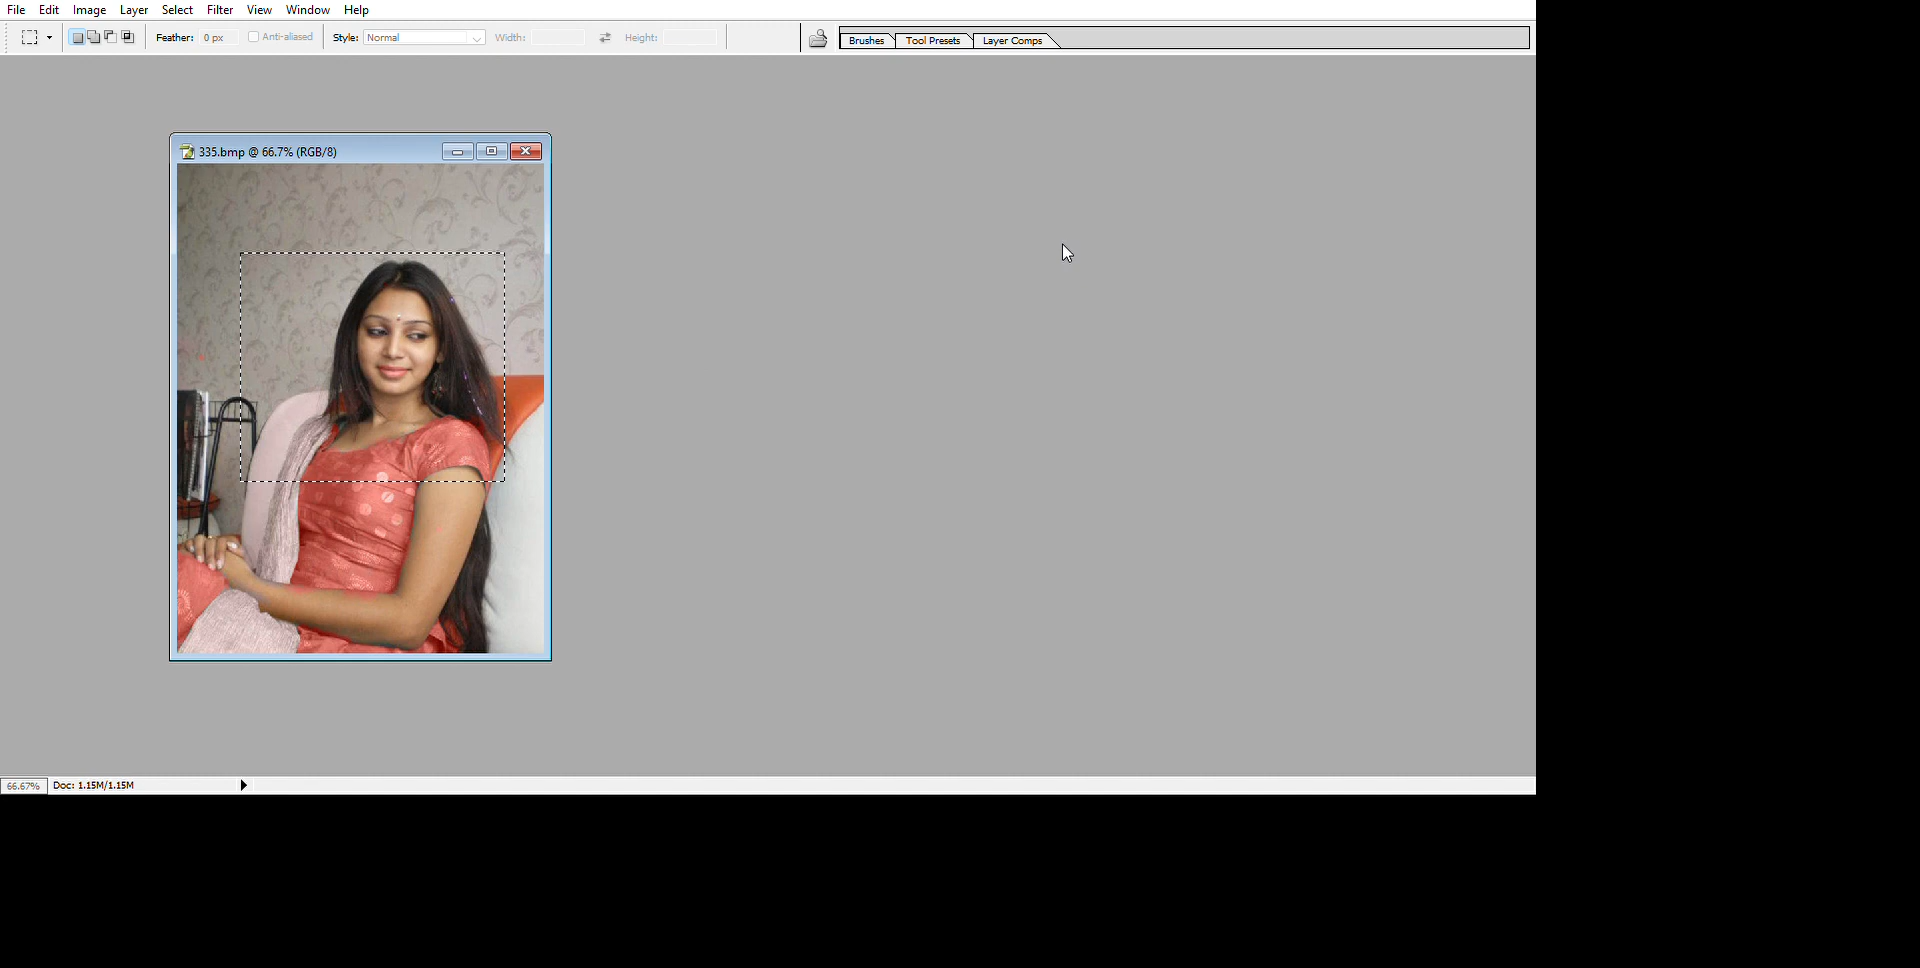 File Edit Image Layer Select Filter View Window Help
Feather: 0 px Anti-aliased Style: Normal Width: Height: Brushes Tool Presets Layer Comps
335.bmp @ 66.7% (RGB/8)
66.67% Doc: 1.15M/1.15M